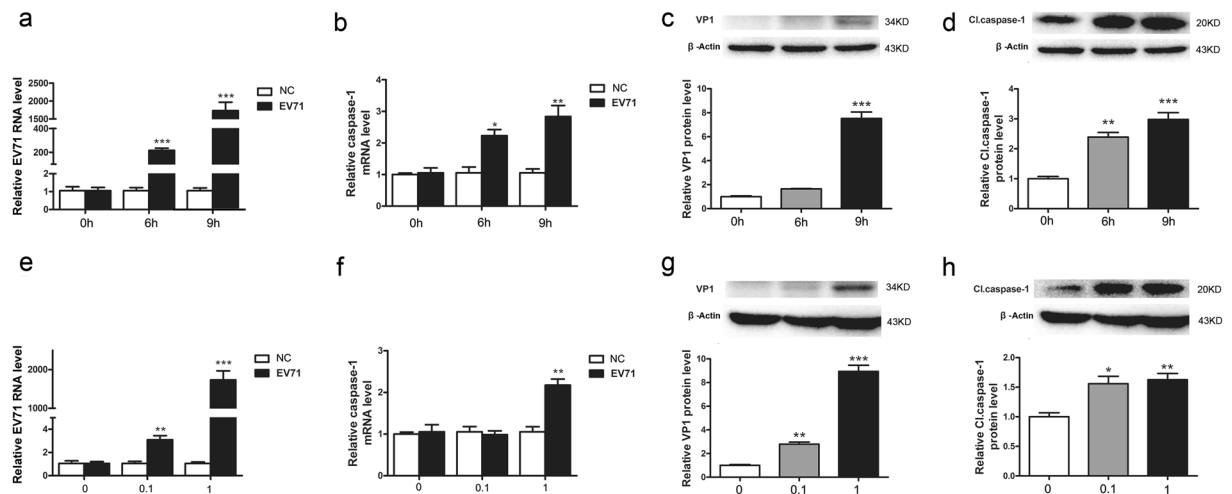 a
Relative EV71 RNA level
2500
2000
1500
1000
400
200
2
1
0
0h 6h 9h
***
***
NC
EV71
b
Relative caspase-1
mRNA level
4
3
2
1
0
0h 6h 9h
*
**
NC
EV71
c
VP1 34KD
β -Actin 43KD
Relative VP1 protein level
10
8
6
4
2
0
0h 6h 9h
***
d
Cl.caspase-1 20KD
β -Actin 43KD
Relative Cl.caspase-1
protein level
4
3
2
1
0
0h 6h 9h
**
***
e
Relative EV71 RNA level
2000
1000
4
2
0
0 0.1 1
**
***
NC
EV71
f
Relative caspase-1
mRNA level
3
2
1
0
0 0.1 1
**
NC
EV71
g
VP1 34KD
β -Actin 43KD
Relative VP1 protein level
10
8
6
4
2
0
0 0.1 1
**
***
h
Cl.caspase-1 20KD
β -Actin 43KD
Relative Cl.caspase-1
protein level
2.0
1.5
1.0
0.5
0.0
0 0.1 1
*
**